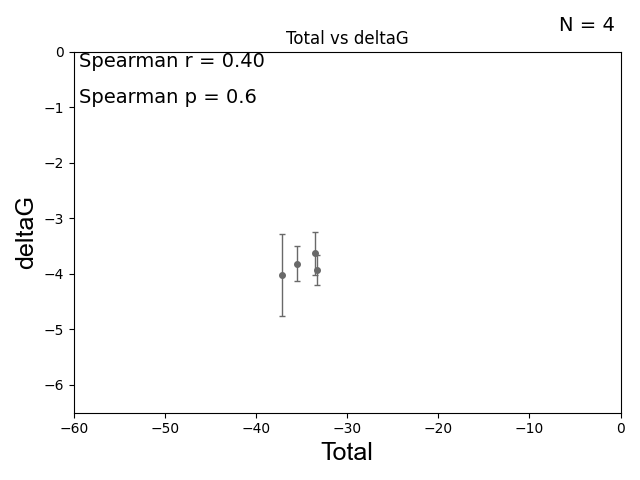 N = 4
Total vs deltaG
Spearman r = 0.40
Spearman p = 0.6
0
−1
−2
−3
−4
−5
−6
deltaG
−60
−50
−40
−30
−20
−10
0
Total